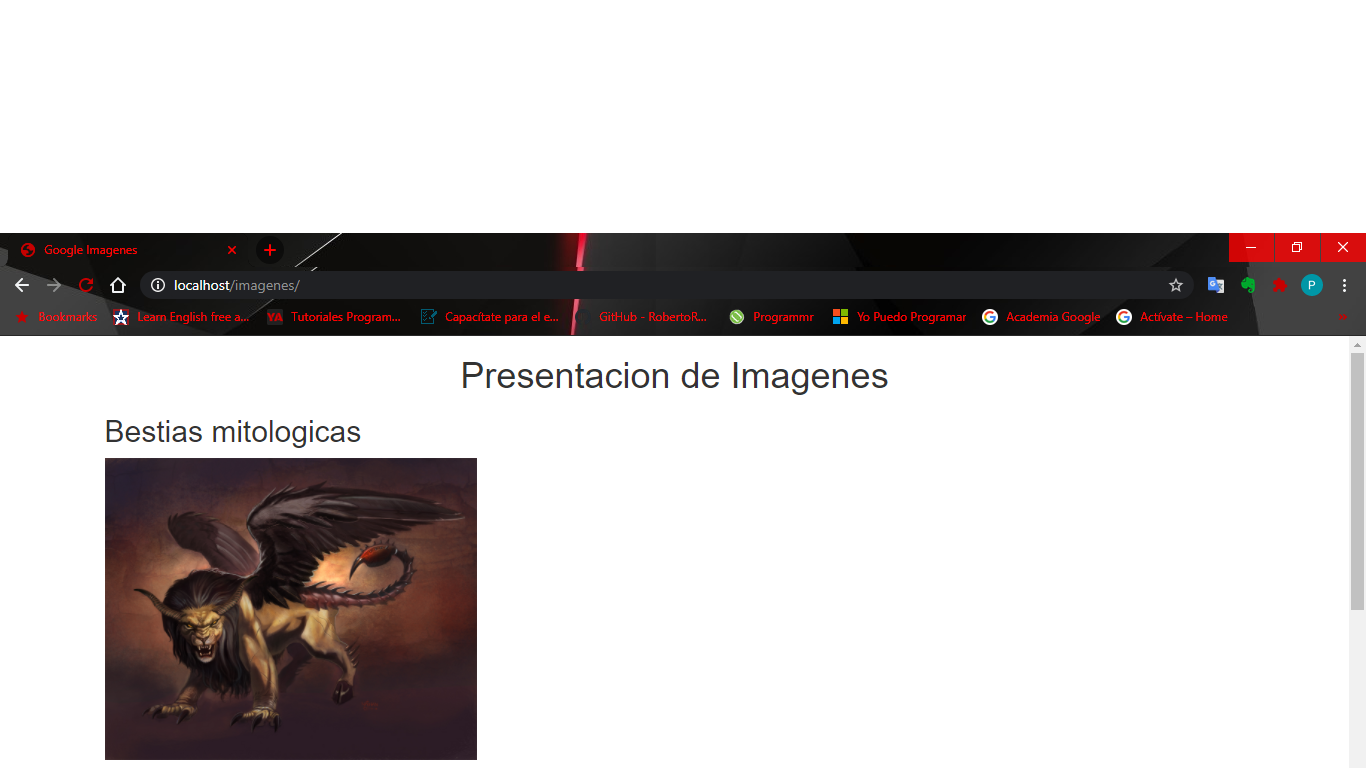 Google Imagenes
localhost/imagenes/
P
Bookmarks Learn English free a... YA Tutoriales Program... Capacítate para el e... GitHub - RobertoR... Programmr Yo Puedo Programar Academia Google Actívate – Home »
Presentacion de Imagenes
Bestias mitologicas